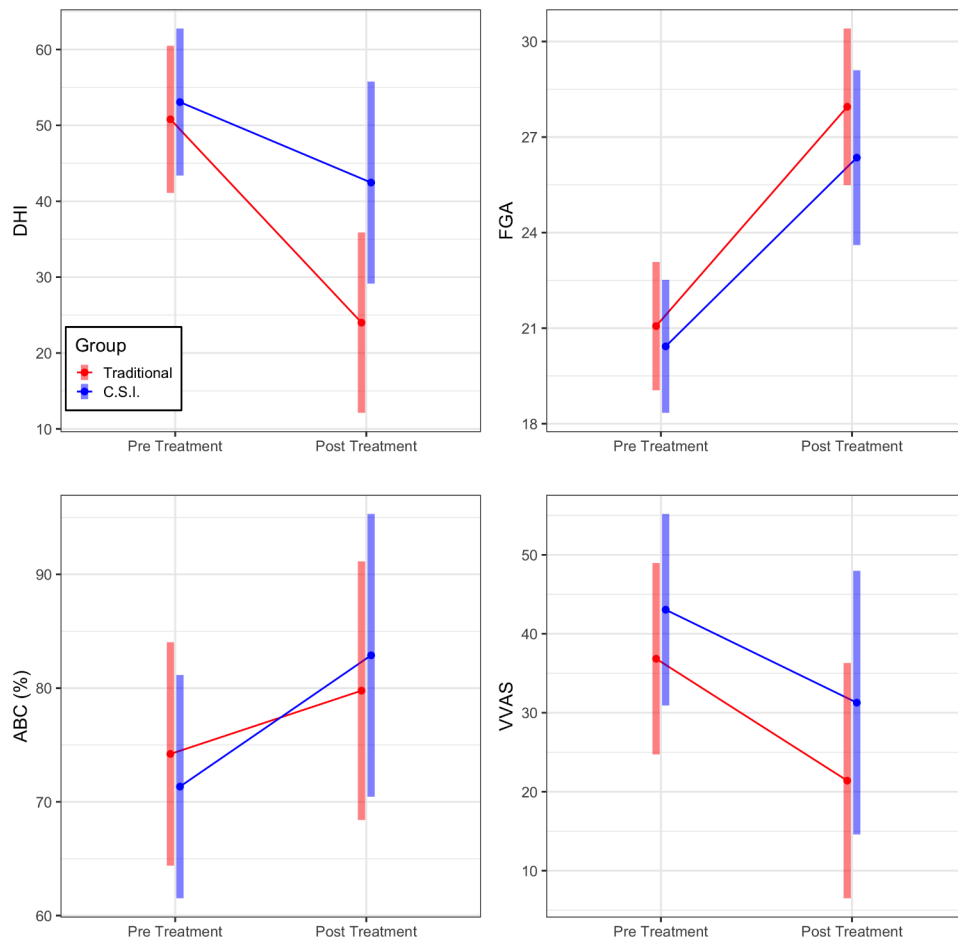 DHI
60
50
40
30
20
10
Group
Traditional
C.S.I.
Pre Treatment
Post Treatment
FGA
30
27
24
21
18
Pre Treatment
Post Treatment
ABC (%)
90
80
70
60
Pre Treatment
Post Treatment
VVAS
50
40
30
20
10
Pre Treatment
Post Treatment